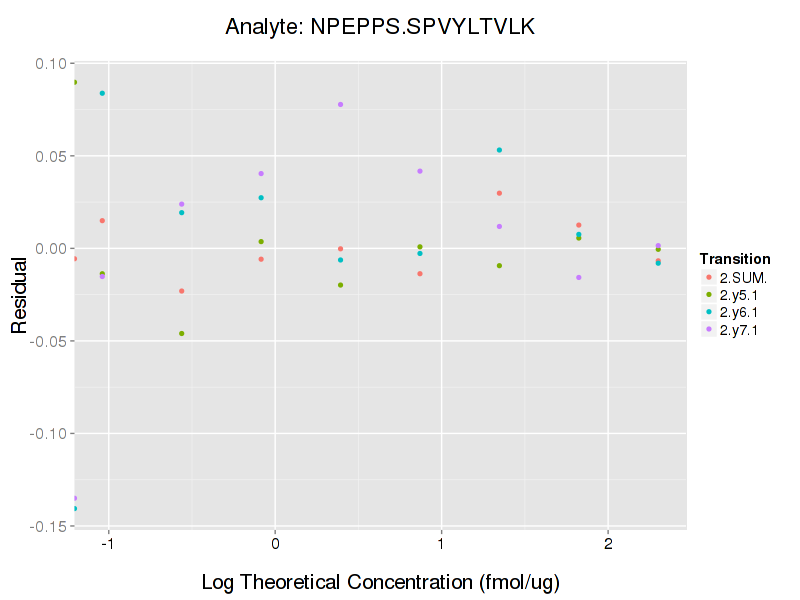 Analyte: NPEPPS.SPVYLTVLK
0.10
0.05
0.00
-0.05
-0.10
-0.15
Residual
-1
0
1
2
Log Theoretical Concentration (fmol/ug)
Transition
2.SUM.
2.y5.1
2.y6.1
2.y7.1